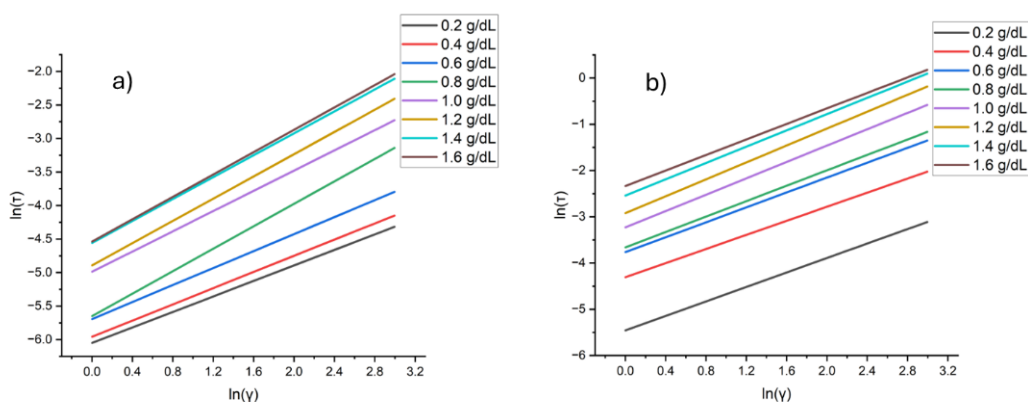 a)
0.2 g/dL
0.4 g/dL
0.6 g/dL
0.8 g/dL
1.0 g/dL
1.2 g/dL
1.4 g/dL
1.6 g/dL
ln(τ)
−2.0
−2.5
−3.0
−3.5
−4.0
−4.5
−5.0
−5.5
−6.0
0.0 0.4 0.8 1.2 1.6 2.0 2.4 2.8 3.2
ln(γ)
b)
0.2 g/dL
0.4 g/dL
0.6 g/dL
0.8 g/dL
1.0 g/dL
1.2 g/dL
1.4 g/dL
1.6 g/dL
ln(τ)
0
−1
−2
−3
−4
−5
−6
0.0 0.4 0.8 1.2 1.6 2.0 2.4 2.8 3.2
ln(γ)